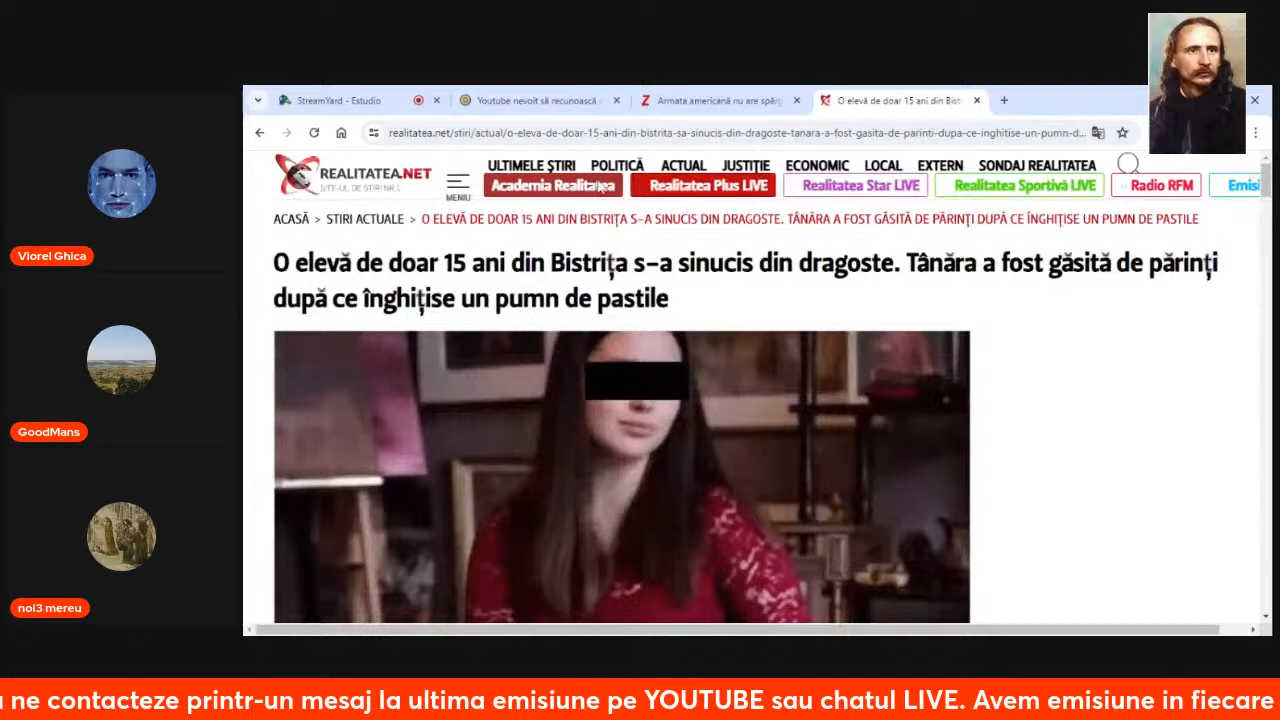 StreamYard - Estudio
Youtube nevoit să recunoască
Armata americană nu are spăr
O elevă de doar 15 ani din Bist
realitatea.net/stiri/actual/o-eleva-de-doar-15-ani-din-bistrita-sa-sinucis-din-dragoste-tanara-a-fost-gasita-de-parinti-dupa-ce-inghitise-un-pumn-d...
REALITATEA.NET
SITE-UL DE STIRI NR.1
MENIU
ULTIMELE ȘTIRI POLITICĂ ACTUAL JUSTIȚIE ECONOMIC LOCAL EXTERN SONDAJ REALITATEA
Academia Realitatea Realitatea Plus LIVE Realitatea Star LIVE Realitatea Sportivă LIVE Radio RFM Emisi
ACASĂ > STIRI ACTUALE > O ELEVĂ DE DOAR 15 ANI DIN BISTRIȚA S-A SINUCIS DIN DRAGOSTE. TÂNĂRA A FOST GĂSITĂ DE PĂRINȚI DUPĂ CE ÎNGHIȚISE UN PUMN DE PASTILE
O elevă de doar 15 ani din Bistrița s-a sinucis din dragoste. Tânăra a fost găsită de părinți
după ce înghițise un pumn de pastile
Viorel Ghica
GoodMans
noi3 mereu
ne contacteze printr-un mesaj la ultima emisiune pe YOUTUBE sau chatul LIVE. Avem emisiune in fiecare